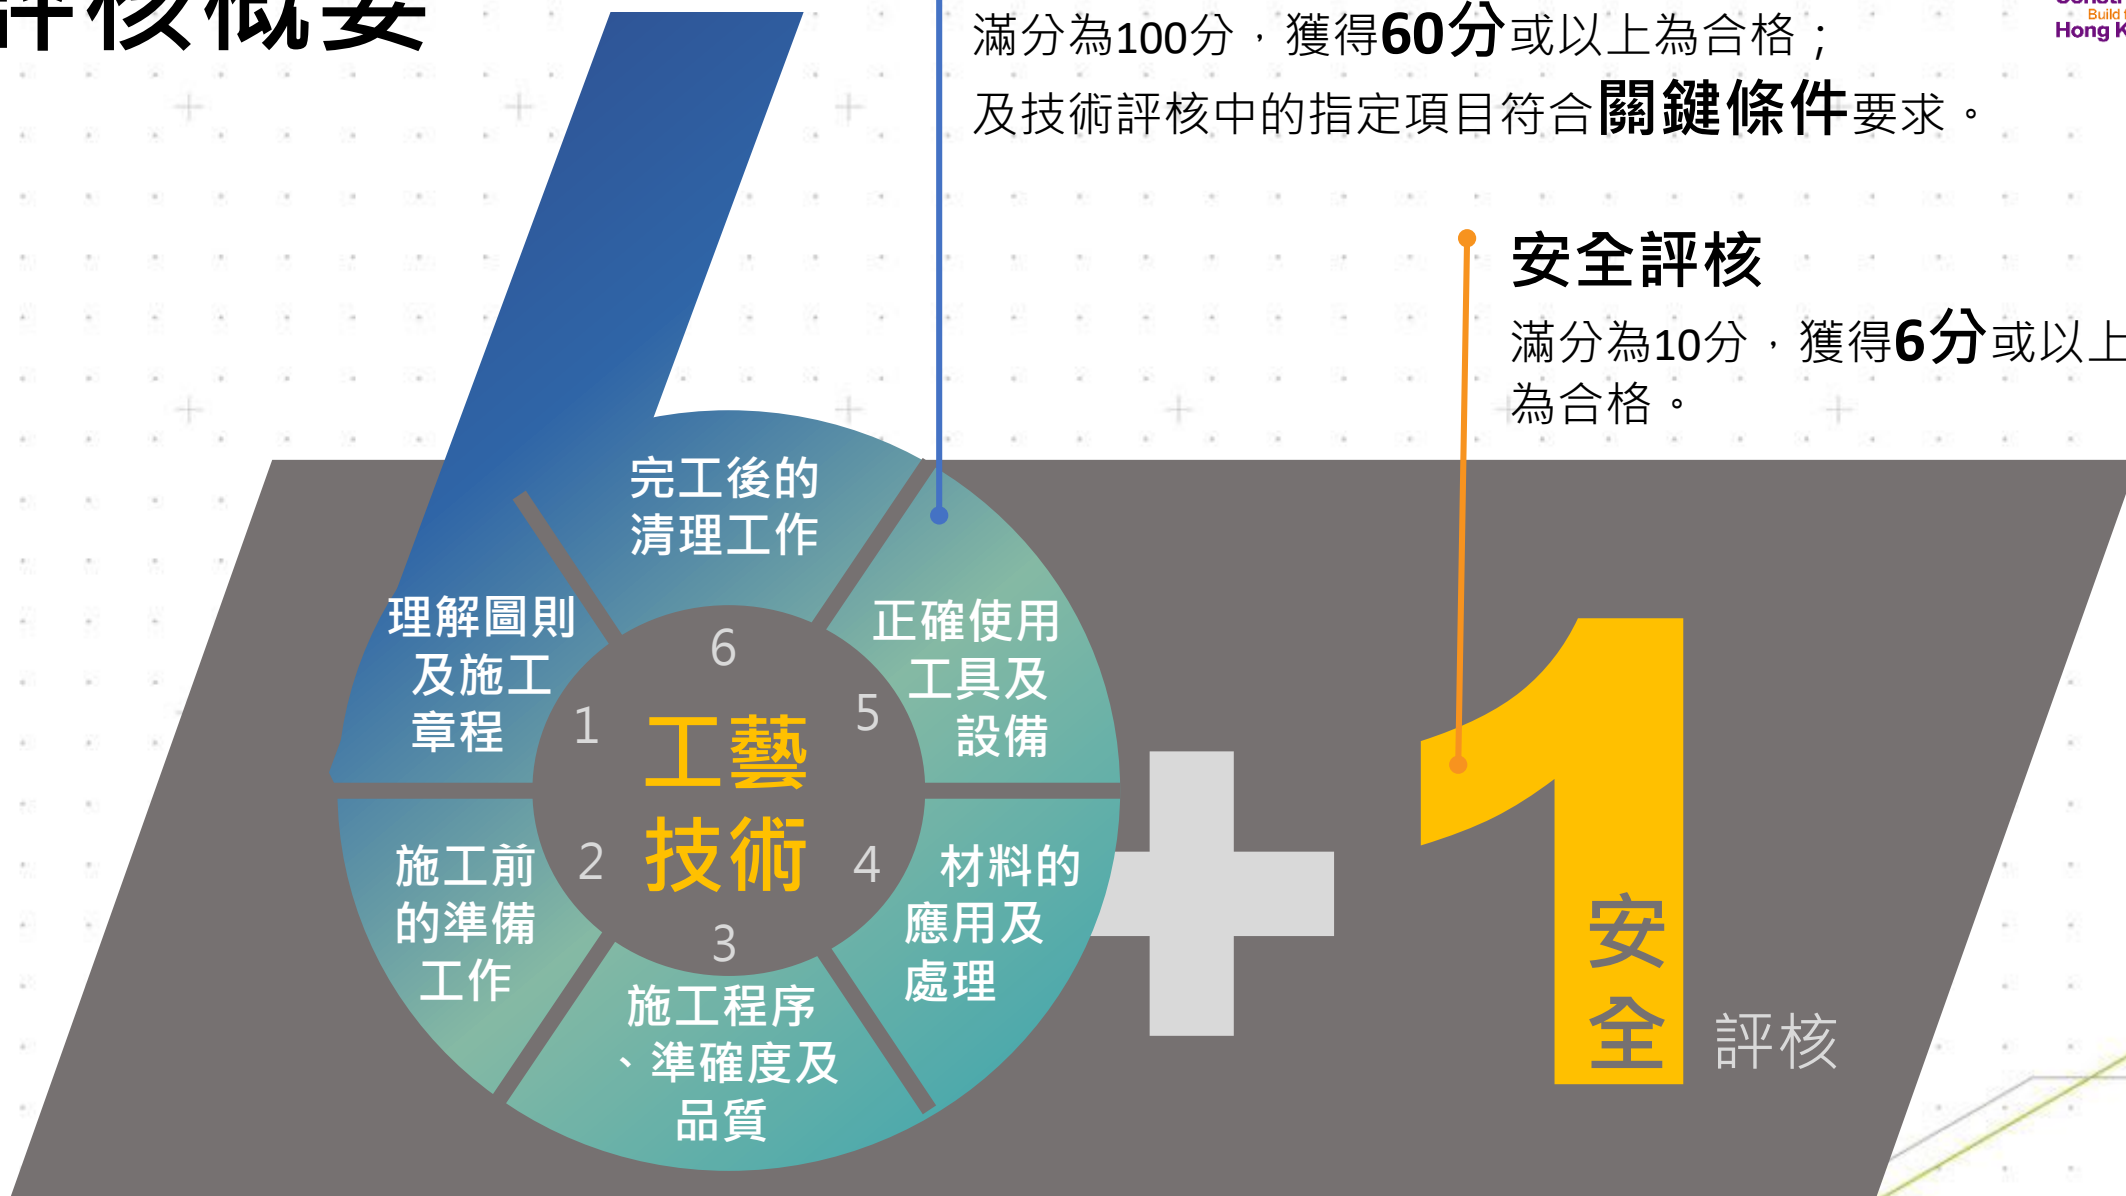 評核概要
滿分為100分，獲得60分或以上為合格；
及技術評核中的指定項目符合關鍵條件要求。
Build
Hong K
安全評核
滿分為10分，獲得6分或以上
為合格。
完工後的
清理工作
6
理解圖則
及施工
章程
1
正確使用
工具及
設備
5
工藝
技術
施工前
的準備
工作
2
材料的
應用及
處理
4
3
施工程序
、準確度及
品質
安
全
評核